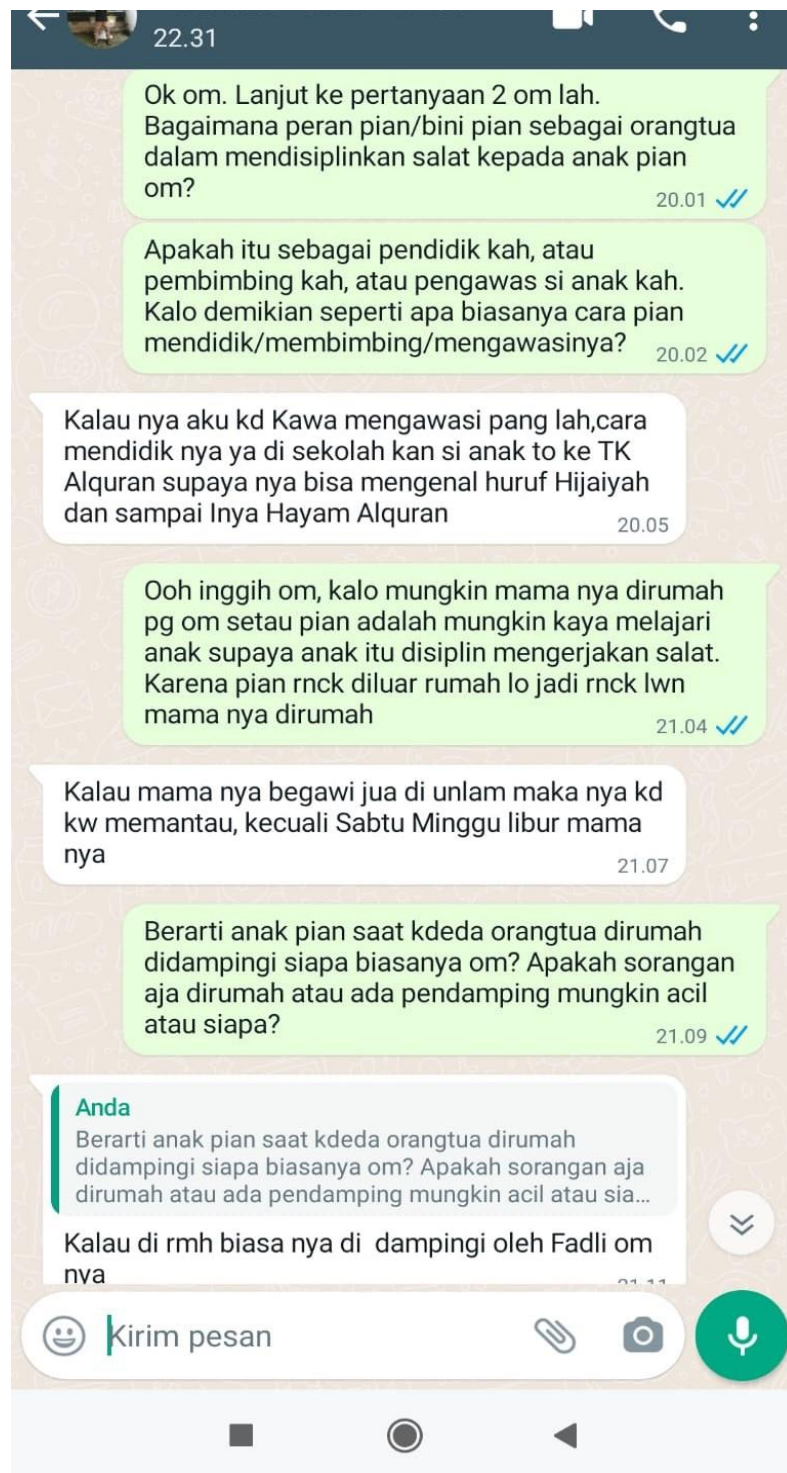 22.31
Ok om. Lanjut ke pertanyaan 2 om lah.
Bagaimana peran pian/bini pian sebagai orangtua
dalam mendisiplinkan salat kepada anak pian
om?
20.01
Apakah itu sebagai pendidik kah, atau
pembimbing kah, atau pengawas si anak kah.
Kalo demikian seperti apa biasanya cara pian
mendidik/membimbing/mengawasinya?
20.02
Kalau nya aku kd Kawa mengawasi pang lah,cara
mendidik nya ya di sekolah kan si anak to ke TK
Alquran supaya nya bisa mengenal huruf Hijaiyah
dan sampai Inya Hayam Alquran
20.05
Ooh inggih om, kalo mungkin mama nya dirumah
pg om setau pian adalah mungkin kaya melajari
anak supaya anak itu disiplin mengerjakan salat.
Karena pian rnck diluar rumah lo jadi rnck lwn
mama nya dirumah
21.04
Kalau mama nya begawi jua di unlam maka nya kd
kw memantau, kecuali Sabtu Minggu libur mama
nya
21.07
Berarti anak pian saat kdeda orangtua dirumah
didampingi siapa biasanya om? Apakah sorangan
aja dirumah atau ada pendamping mungkin acil
atau siapa?
21.09
Anda
Berarti anak pian saat kdeda orangtua dirumah
didampingi siapa biasanya om? Apakah sorangan aja
dirumah atau ada pendamping mungkin acil atau sia...
Kalau di rmh biasa nya di  dampingi oleh Fadli om
nya
21.11
Kirim pesan